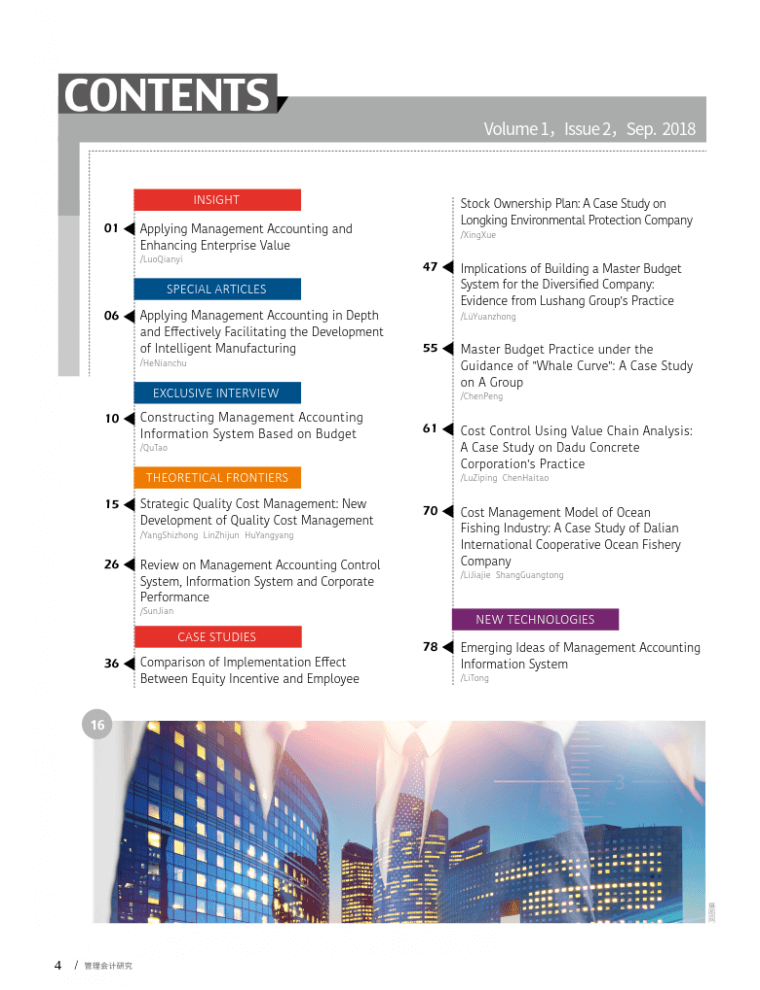 CONTENTS
Volume 1, Issue 2, Sep. 2018
INSIGHT
01 Applying Management Accounting and
Enhancing Enterprise Value
/LuoQianyi
SPECIAL ARTICLES
06 Applying Management Accounting in Depth
and Effectively Facilitating the Development
of Intelligent Manufacturing
/HeNianchu
EXCLUSIVE INTERVIEW
10 Constructing Management Accounting
Information System Based on Budget
/QuTao
THEORETICAL FRONTIERS
15 Strategic Quality Cost Management: New
Development of Quality Cost Management
/YangShizhong LinZhijun HuYangyang
26 Review on Management Accounting Control
System, Information System and Corporate
Performance
/SunJian
CASE STUDIES
36 Comparison of Implementation Effect
Between Equity Incentive and Employee
Stock Ownership Plan: A Case Study on
Longking Environmental Protection Company
/XingXue
47 Implications of Building a Master Budget
System for the Diversified Company:
Evidence from Lushang Group's Practice
/LüYuanzhong
55 Master Budget Practice under the
Guidance of "Whale Curve": A Case Study
on A Group
/ChenPeng
61 Cost Control Using Value Chain Analysis:
A Case Study on Dadu Concrete
Corporation's Practice
/LuZiping ChenHaitao
70 Cost Management Model of Ocean
Fishing Industry: A Case Study of Dalian
International Cooperative Ocean Fishery
Company
/LiJiajie ShangGuangtong
NEW TECHNOLOGIES
78 Emerging Ideas of Management Accounting
Information System
/LiTong
16
3
4 / 管理会计研究